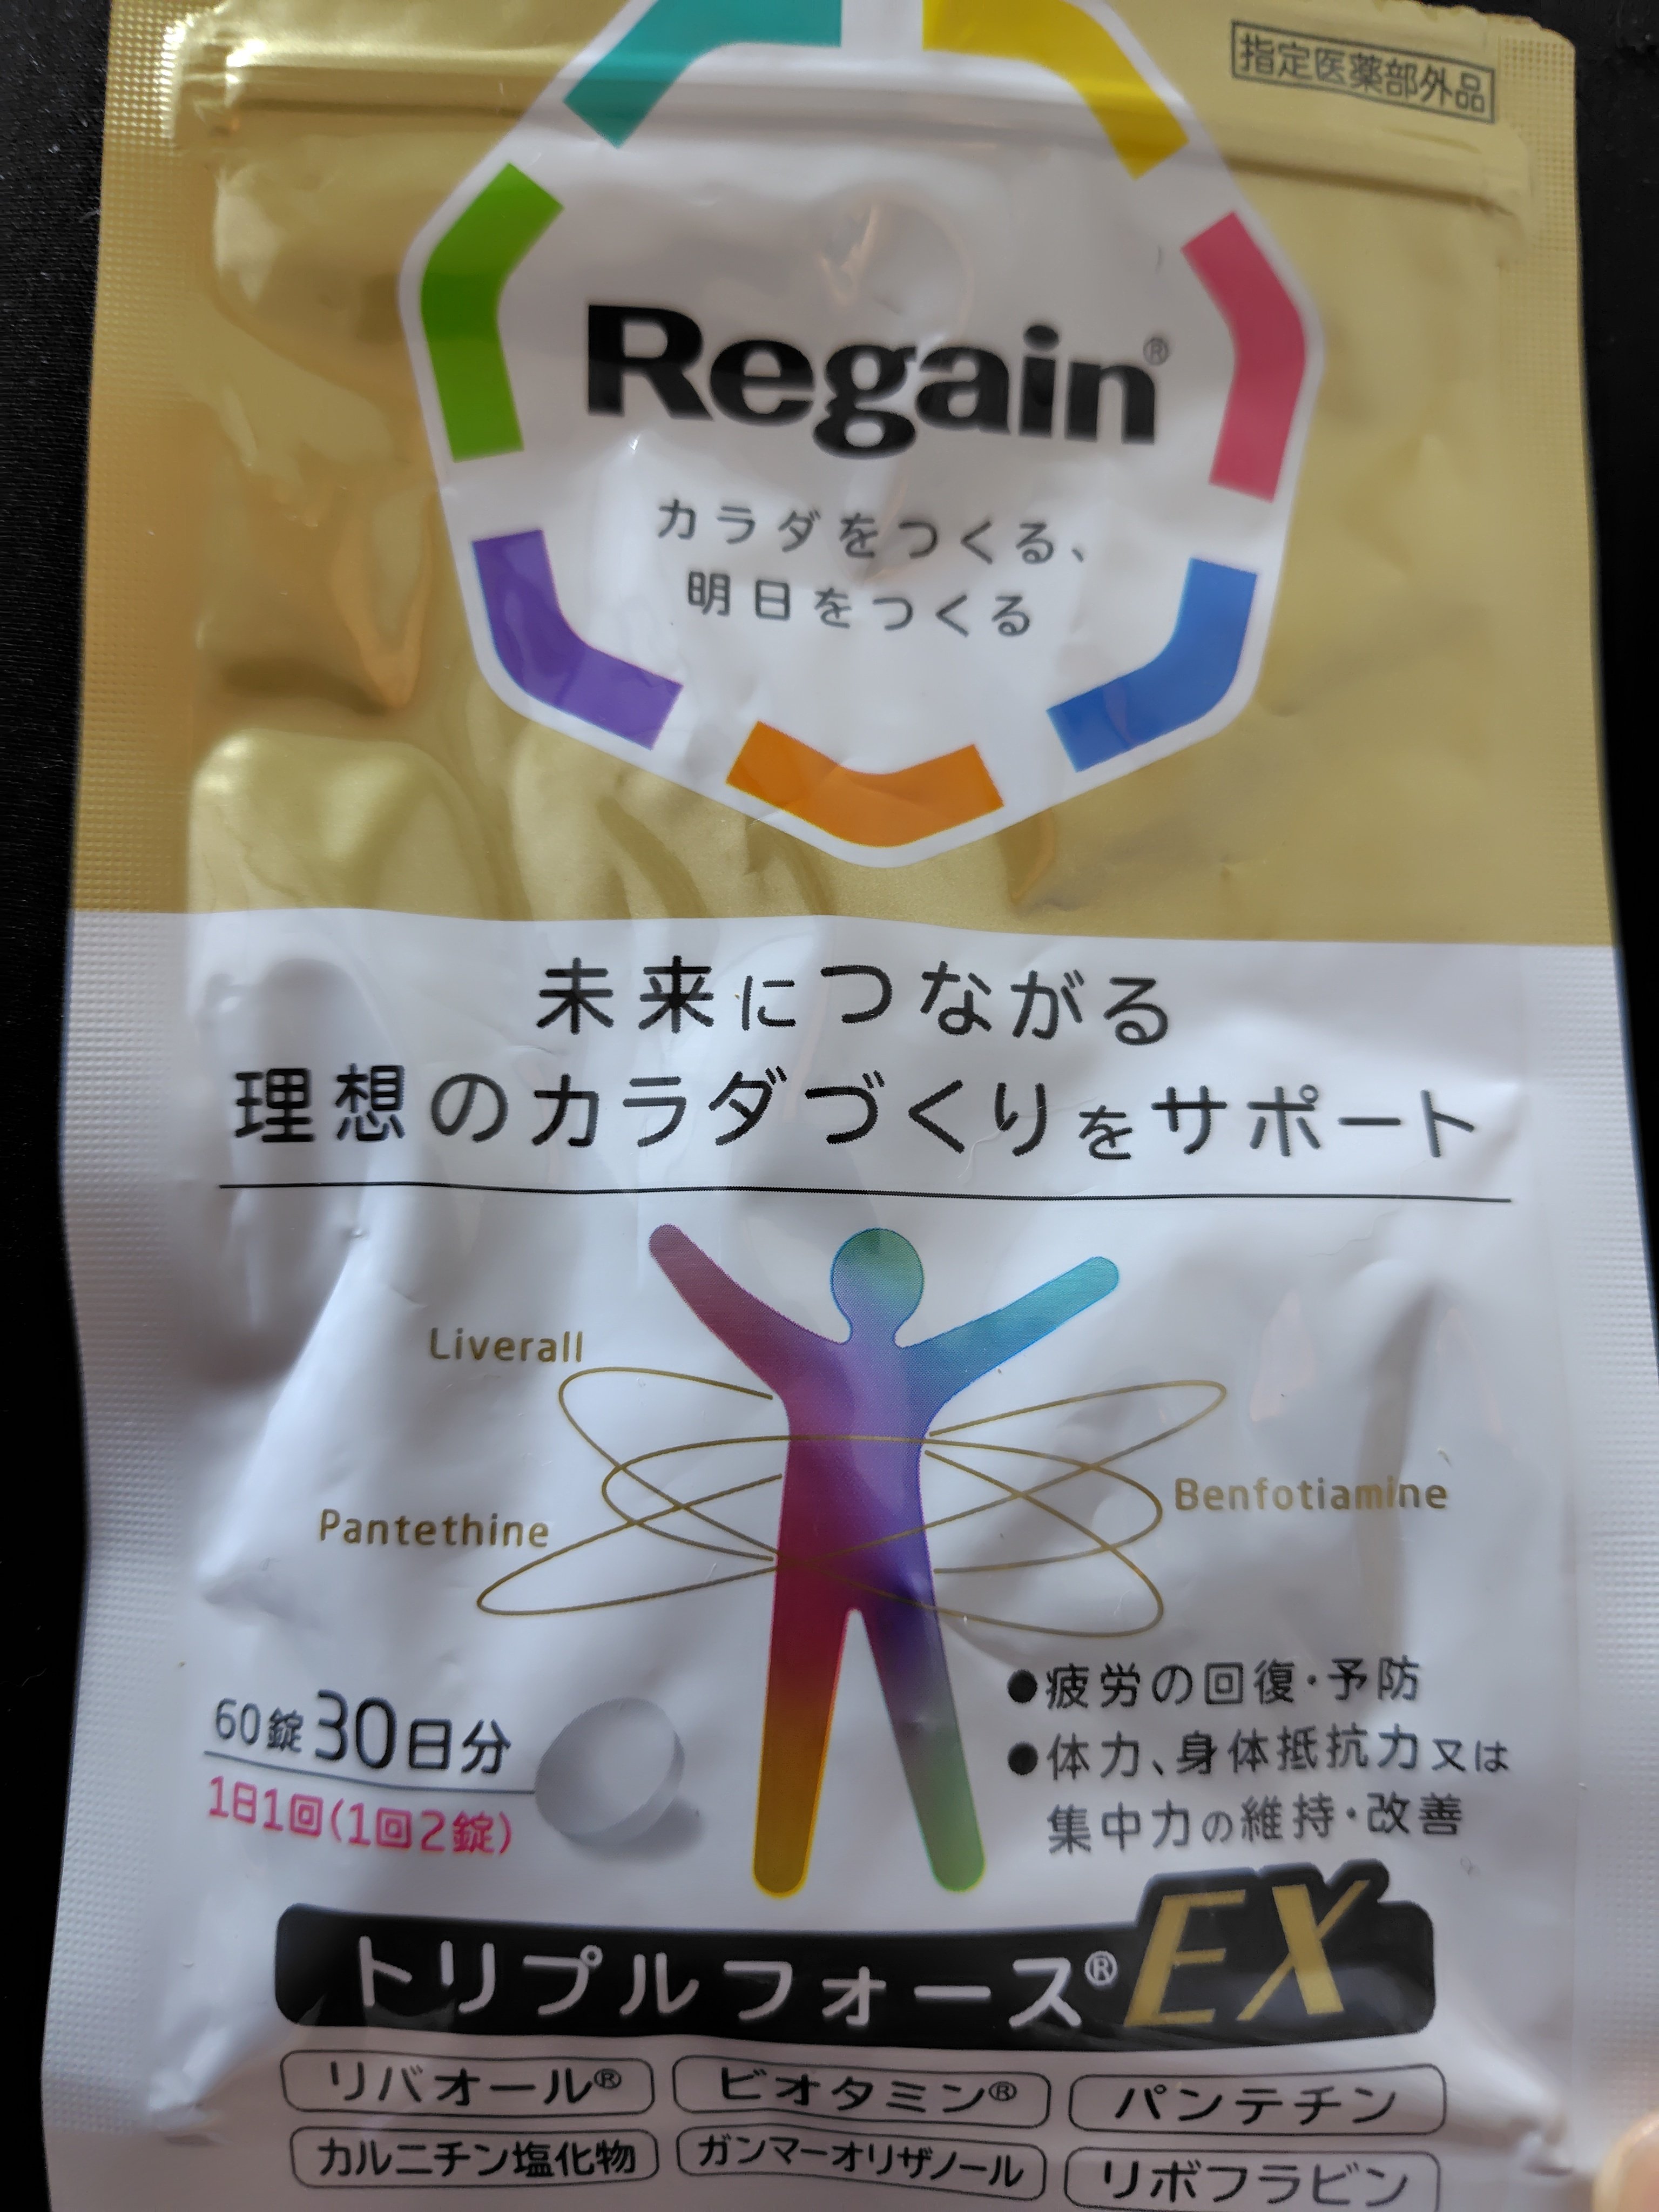 指定医薬部外品
Regain®
カラダをつくる、
明日をつくる
未来につながる
理想のカラダづくりをサポート
Liverall
Benfotiamine
Pantethine
60錠30日分
1日1回(1回2錠)
●疲労の回復・予防
●体力、身体抵抗力又は
集中力の維持・改善
トリプルフォース®EX
リバオール® ビオタミン® パンテチン
カルニチン塩化物 ガンマーオリザノール リボフラビン